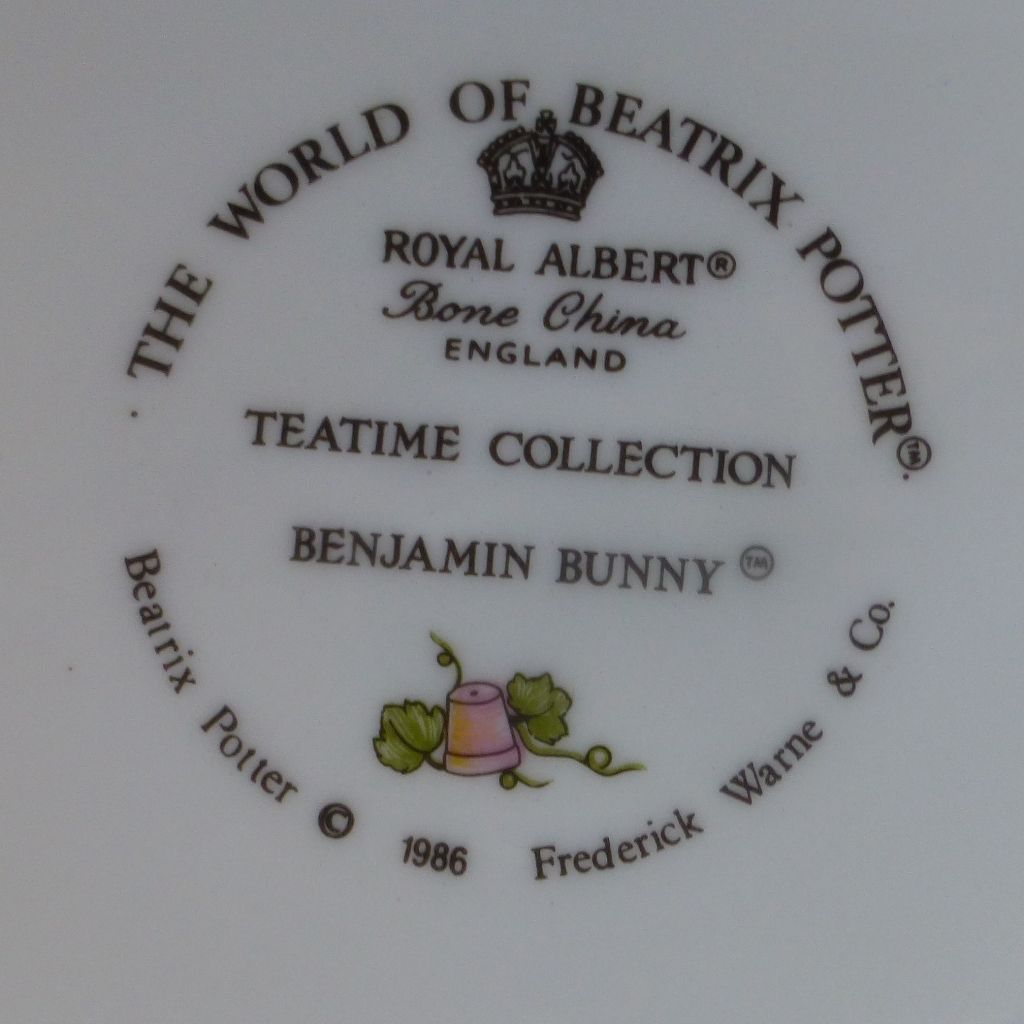 · THE WORLD OF BEATRIX POTTER™ ·
ROYAL ALBERT®
Bone China
ENGLAND
TEATIME COLLECTION
BENJAMIN BUNNY™
Beatrix Potter © 1986 Frederick Warne & Co.